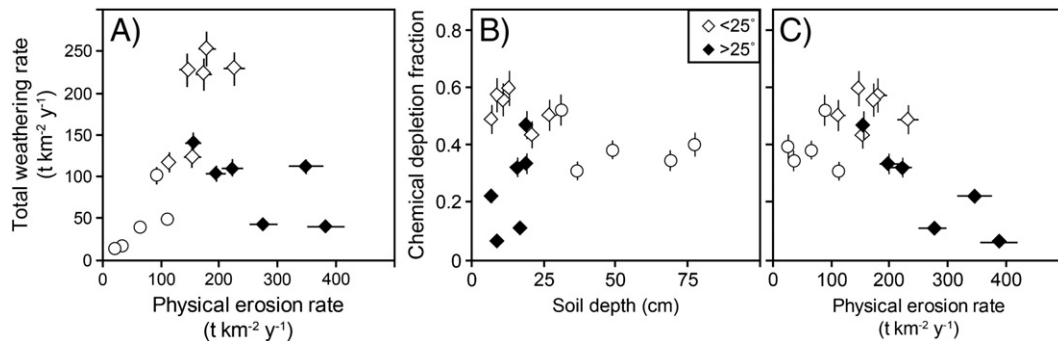 A)
Total weathering rate
(t km-2 y-1)
250
200
150
100
50
0
0
100
200
300
400
Physical erosion rate
(t km-2 y-1)
B)
<25°
>25°
Chemical depletion fraction
0.8
0.6
0.4
0.2
0
0
25
50
75
Soil depth (cm)
C)
0
100
200
300
400
Physical erosion rate
(t km-2 y-1)